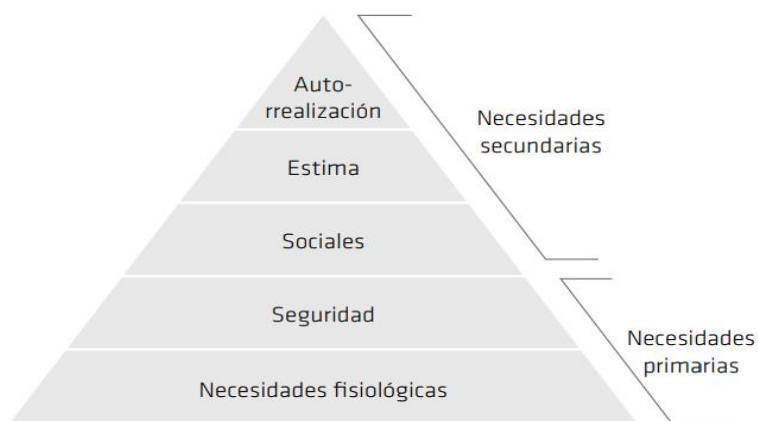 Auto-
rrealización
Necesidades
secundarias
Estima
Sociales
Seguridad
Necesidades
primarias
Necesidades fisiológicas